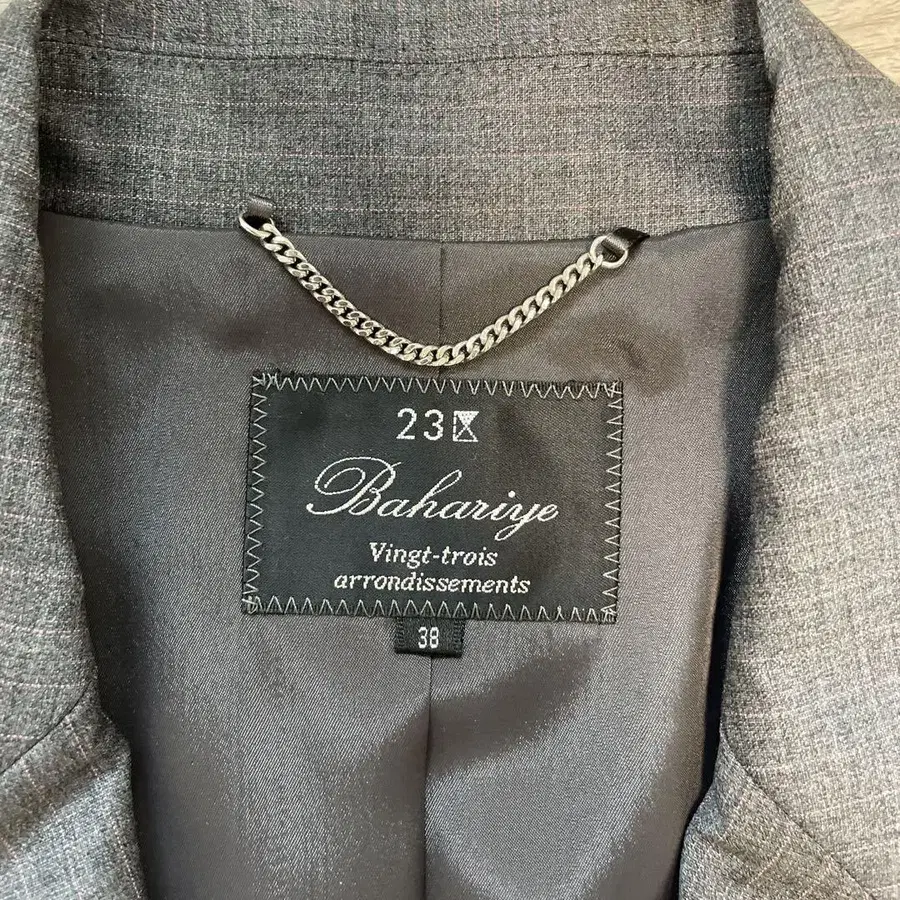 23区
Bahariye
Vingt-trois
arrondissements
38